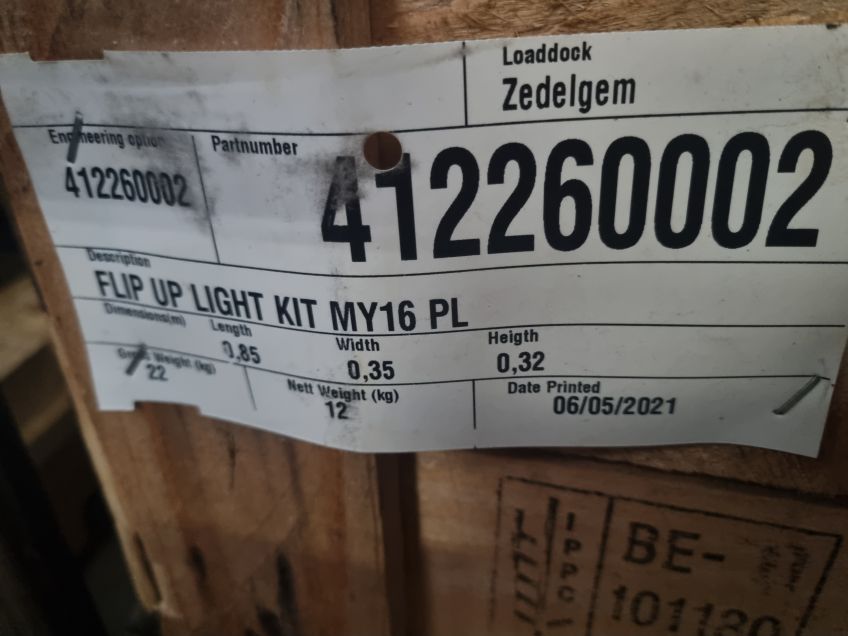 Loaddock
Zedelgem
Engineering option
412260002
Partnumber
412260002
Description
FLIP UP LIGHT KIT MY16 PL
Dimensions(m)
Length
0,85
Width
0,35
Heigth
0,32
Gross Weight (kg)
22
Nett Weight (kg)
12
Date Printed
06/05/2021
IPPC
BE-